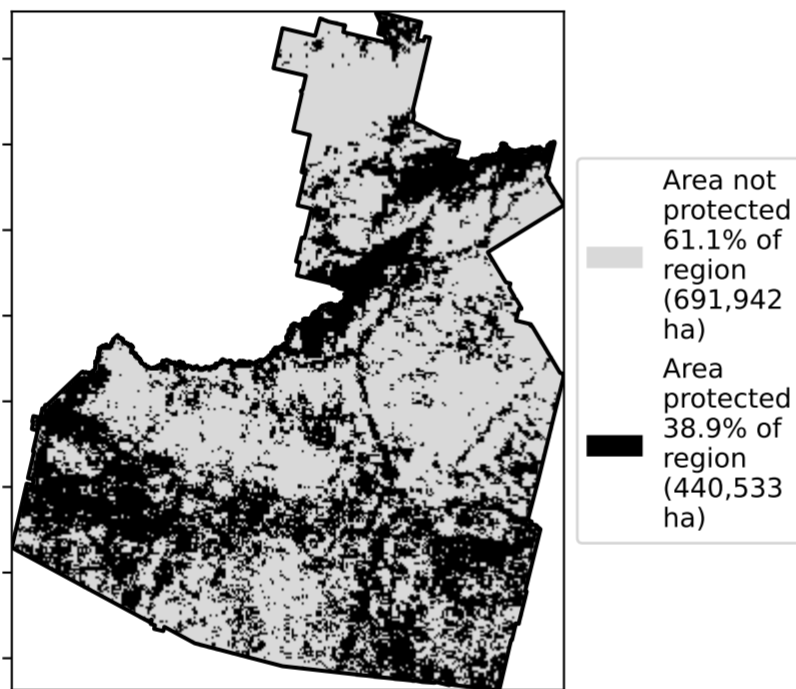 Area not
protected
61.1% of
region
(691,942
ha)
Area
protected
38.9% of
region
(440,533
ha)